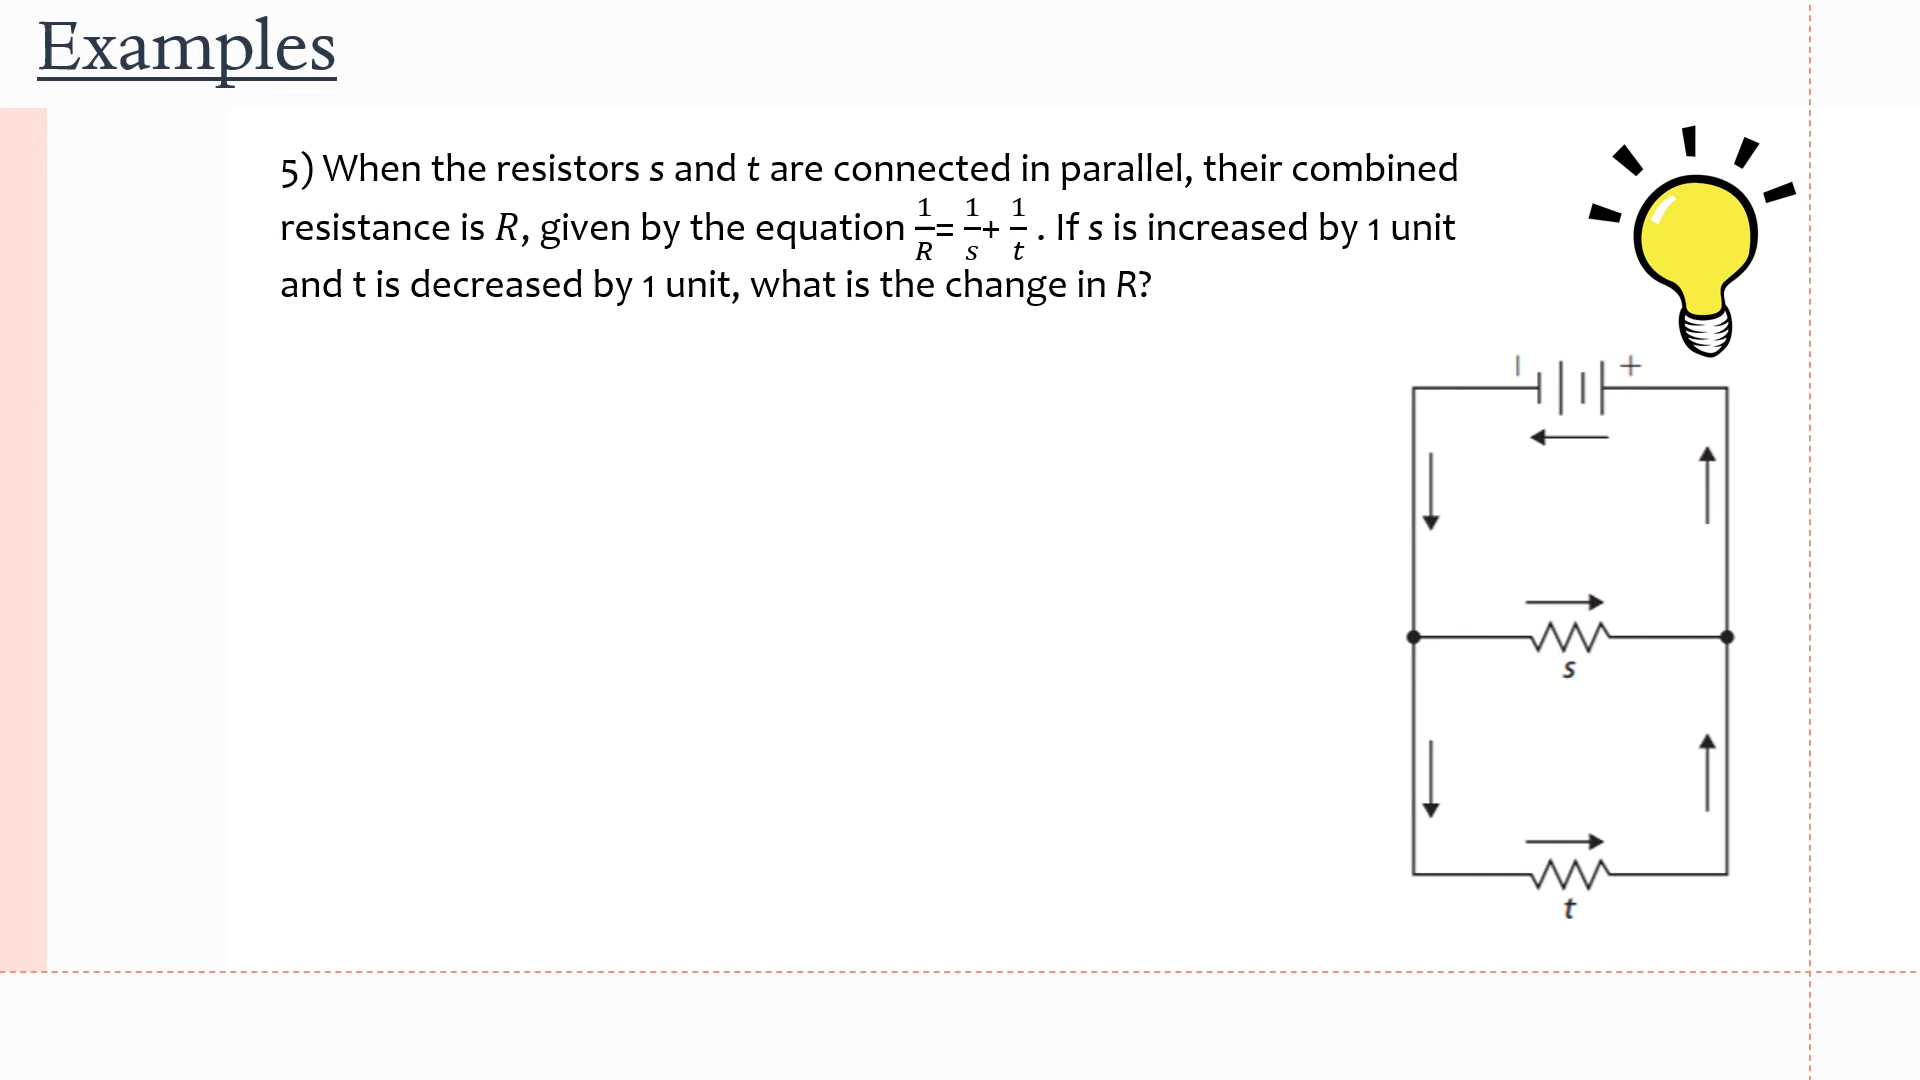 Examples
5) When the resistors s and t are connected in parallel, their combined
resistance is R, given by the equation 1/R = 1/s + 1/t . If s is increased by 1 unit
and t is decreased by 1 unit, what is the change in R?
| +
s
t